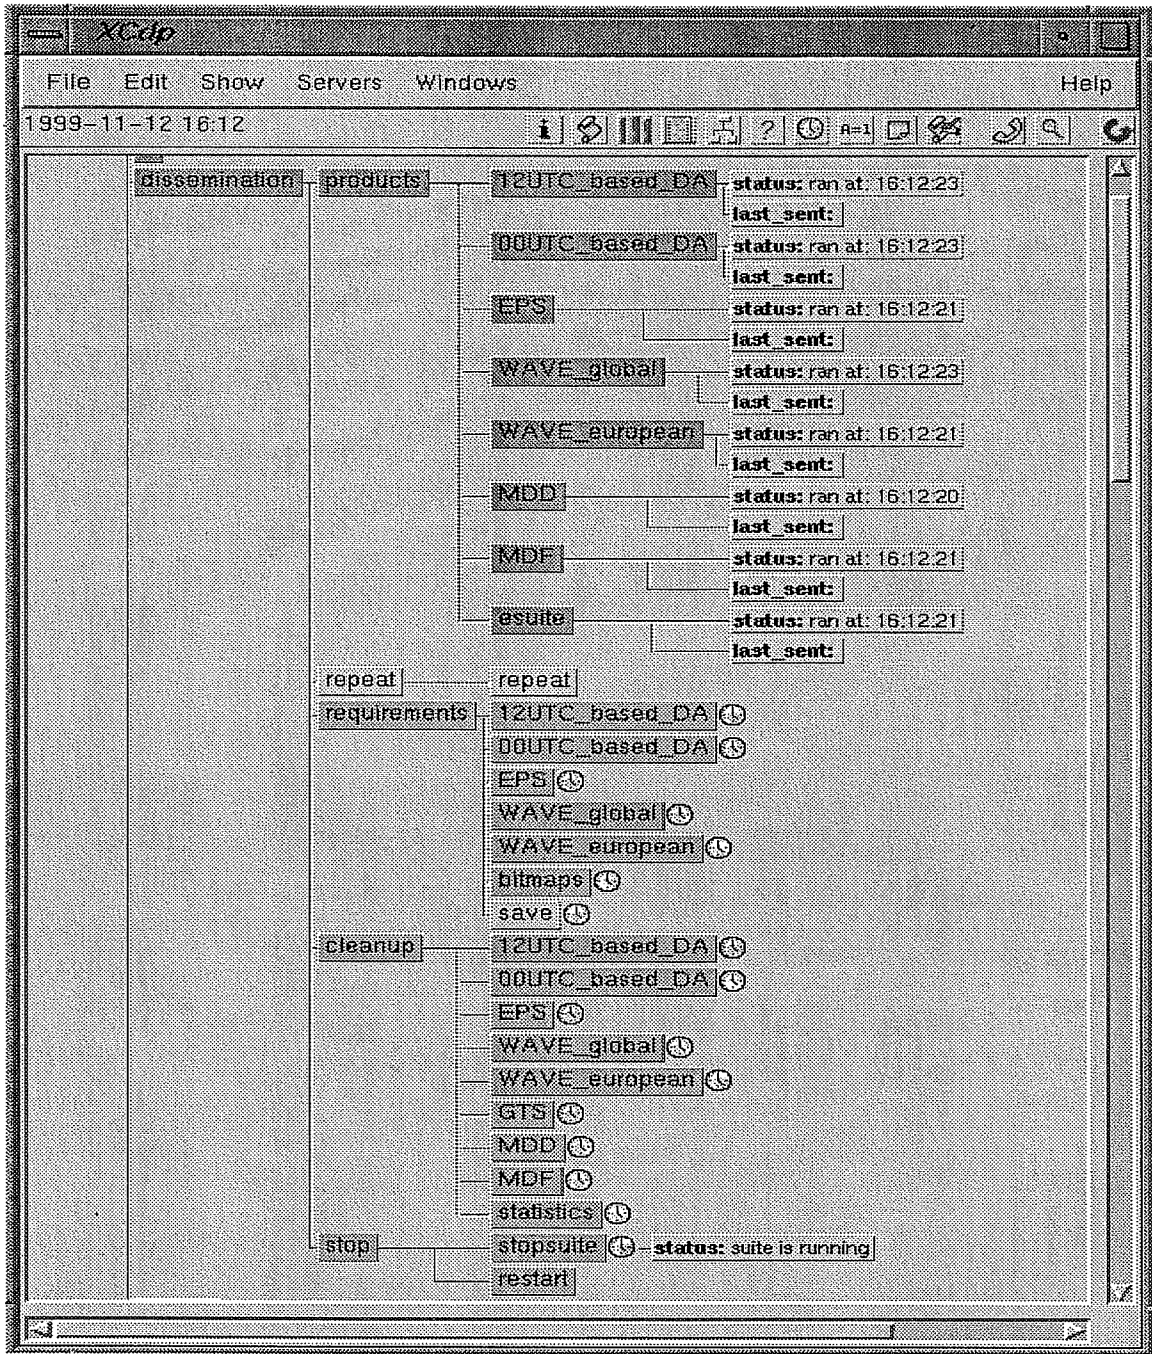 XCdp
File Edit Show Servers Windows Help
1999-11-12 16:12 i ? A=1
dissemination products 12UTC_based_DA status: ran at: 16:12:23
last_sent:
00UTC_based_DA status: ran at: 16:12:23
last_sent:
EPS status: ran at: 16:12:21
last_sent:
WAVE_global status: ran at: 16:12:23
last_sent:
WAVE_european status: ran at: 16:12:21
last_sent:
MDD status: ran at: 16:12:20
last_sent:
MDF status: ran at: 16:12:21
last_sent:
esuite status: ran at: 16:12:21
last_sent:
repeat repeat
requirements 12UTC_based_DA
00UTC_based_DA
EPS
WAVE_global
WAVE_european
bitmaps
save
cleanup 12UTC_based_DA
00UTC_based_DA
EPS
WAVE_global
WAVE_european
GTS
MDD
MDF
statistics
stop stopsuite status: suite is running
restart